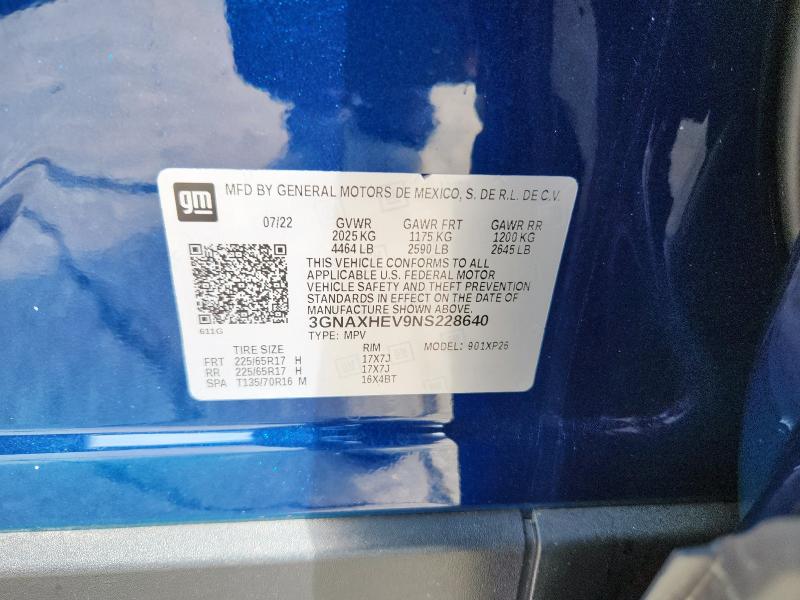 gm
MFD BY GENERAL MOTORS DE MEXICO, S. DE R.L. DE C.V.
07/22 GVWR GAWR FRT GAWR RR
2025 KG 1175 KG 1200 KG
4464 LB 2590 LB 2645 LB
THIS VEHICLE CONFORMS TO ALL
APPLICABLE U.S. FEDERAL MOTOR
VEHICLE SAFETY AND THEFT PREVENTION
STANDARDS IN EFFECT ON THE DATE OF
MANUFACTURE SHOWN ABOVE.
611G
3GNAXHEV9NS228640
TYPE: MPV MODEL: 901XP26
TIRE SIZE RIM
FRT 225/65R17 H 17X7J
RR 225/65R17 H 17X7J
SPA T135/70R16 M 16X4BT